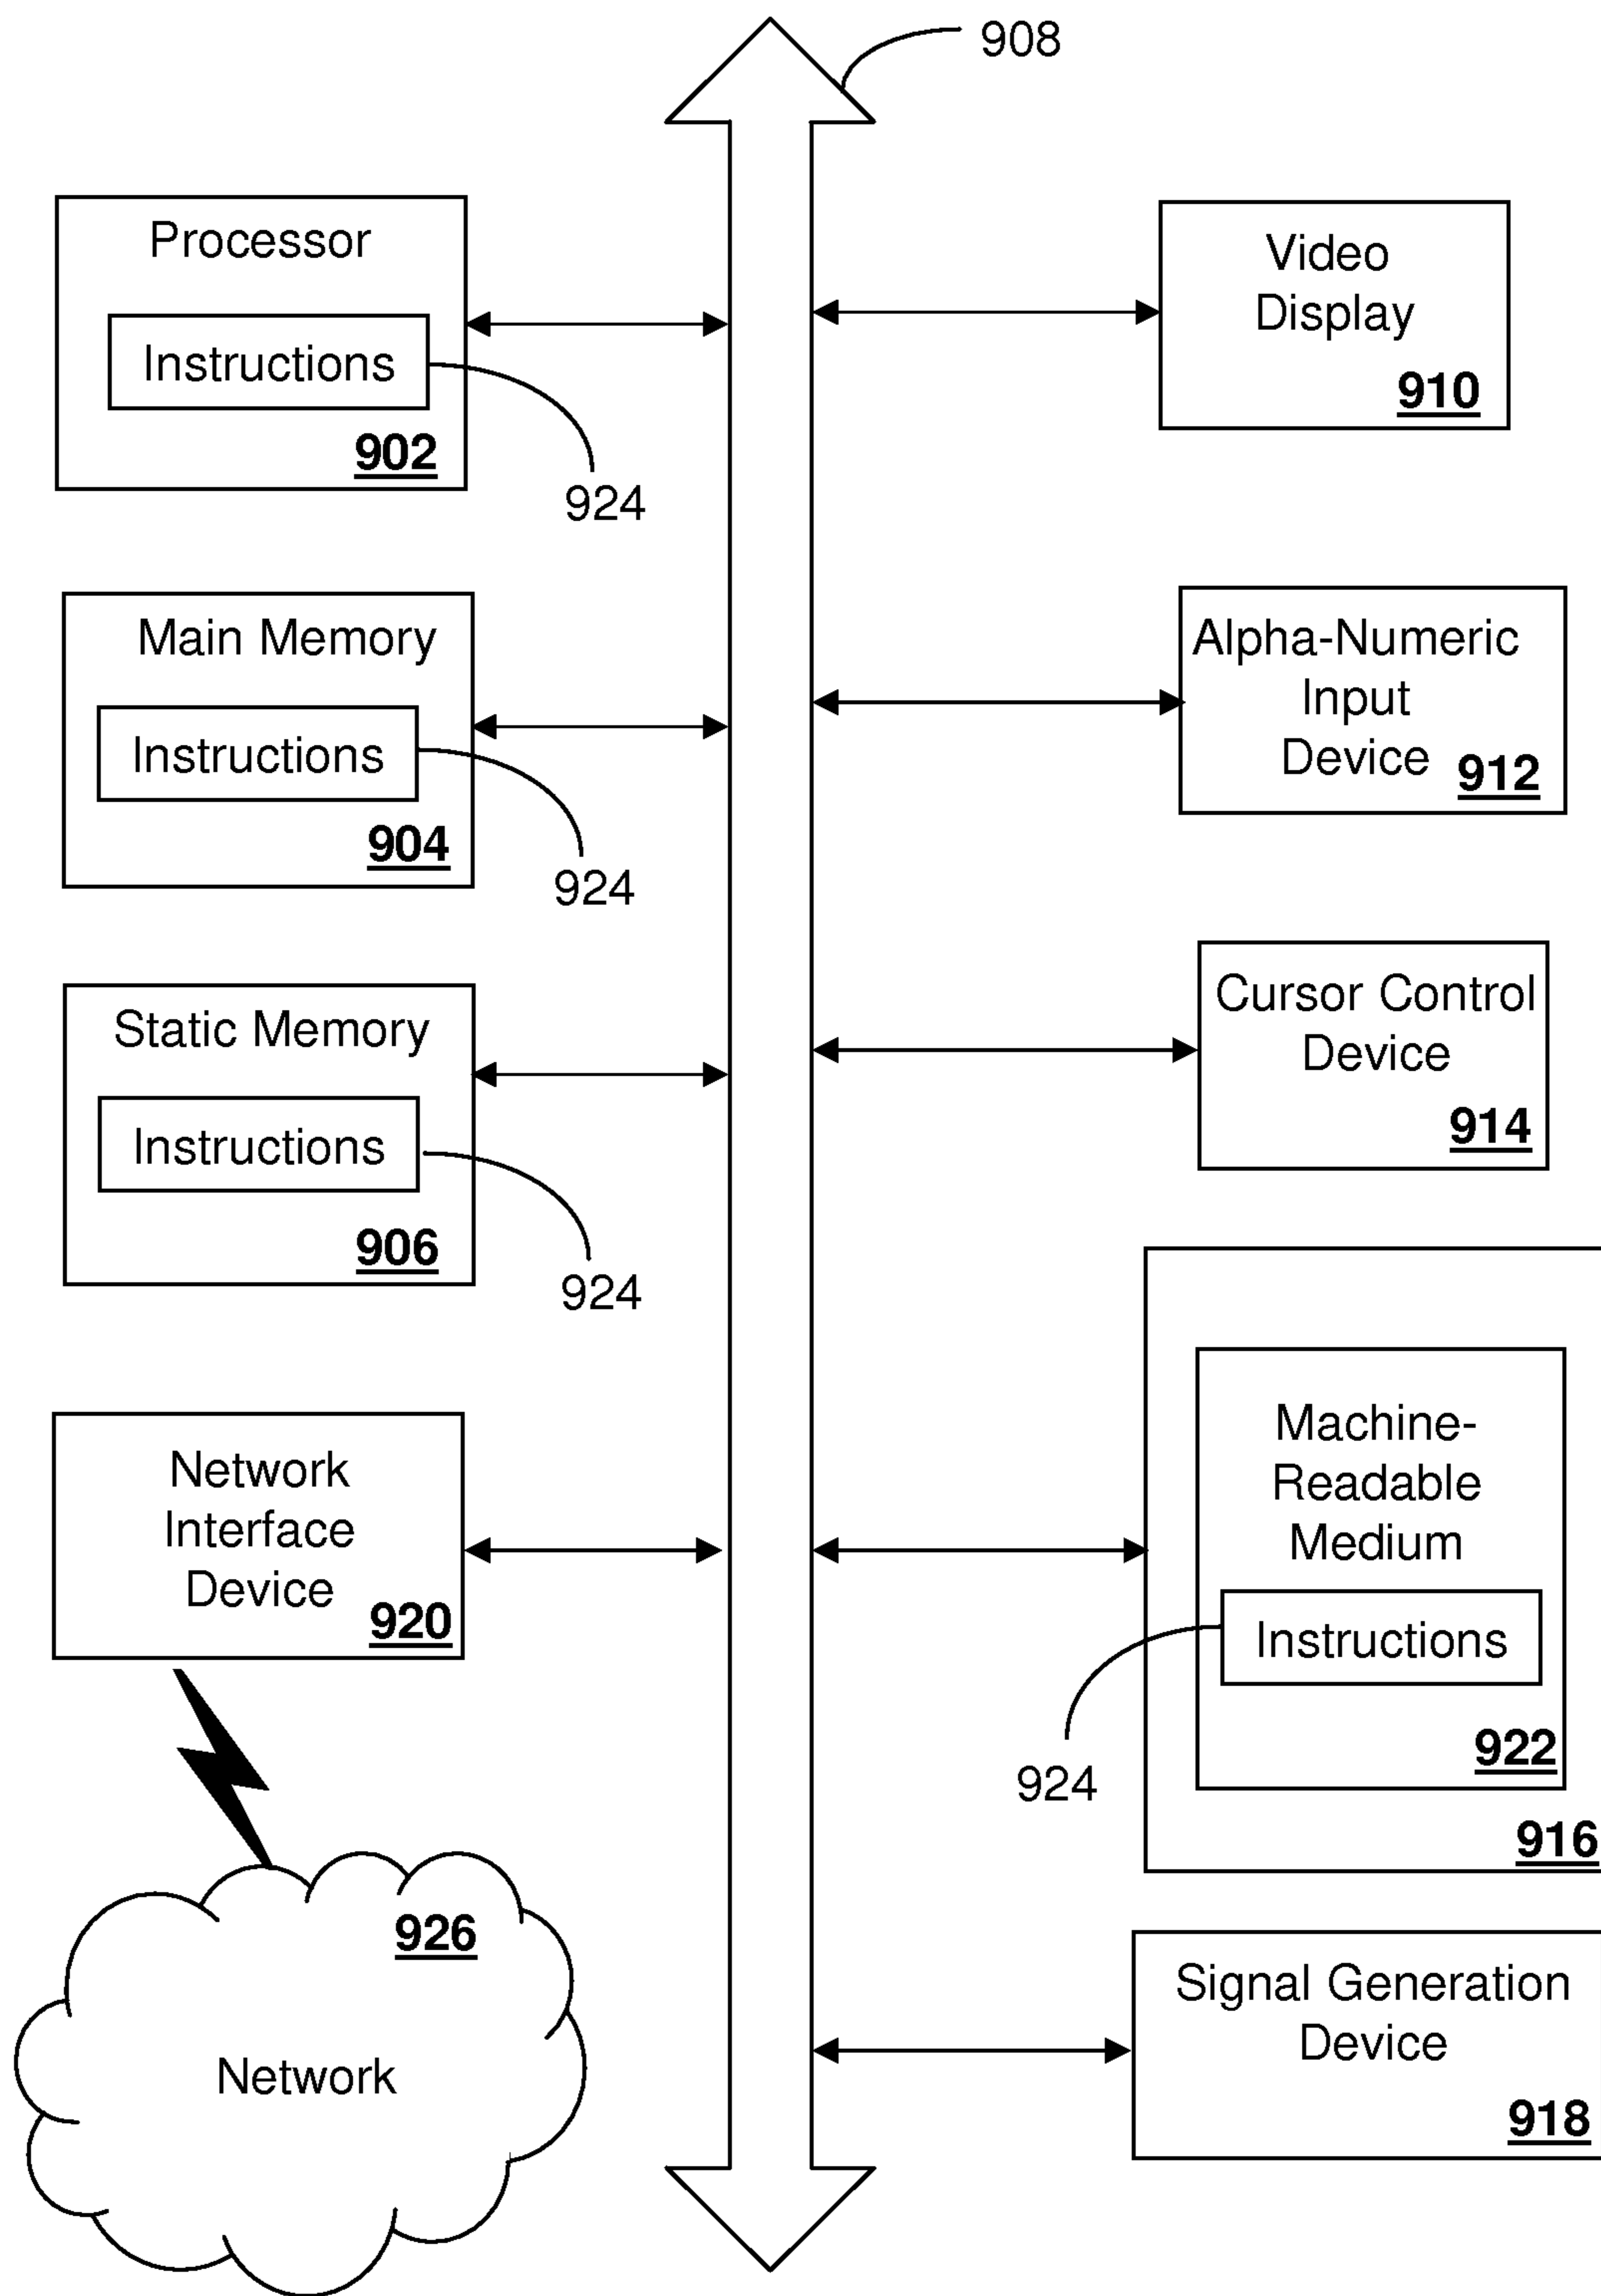 908
Processor
Instructions
902
924
Main Memory
Instructions
904
924
Static Memory
Instructions
906
924
Network
Interface
Device
920
926
Network
Video
Display
910
Alpha-Numeric
Input
Device
912
Cursor Control
Device
914
Machine-
Readable
Medium
Instructions
922
924
916
Signal Generation
Device
918